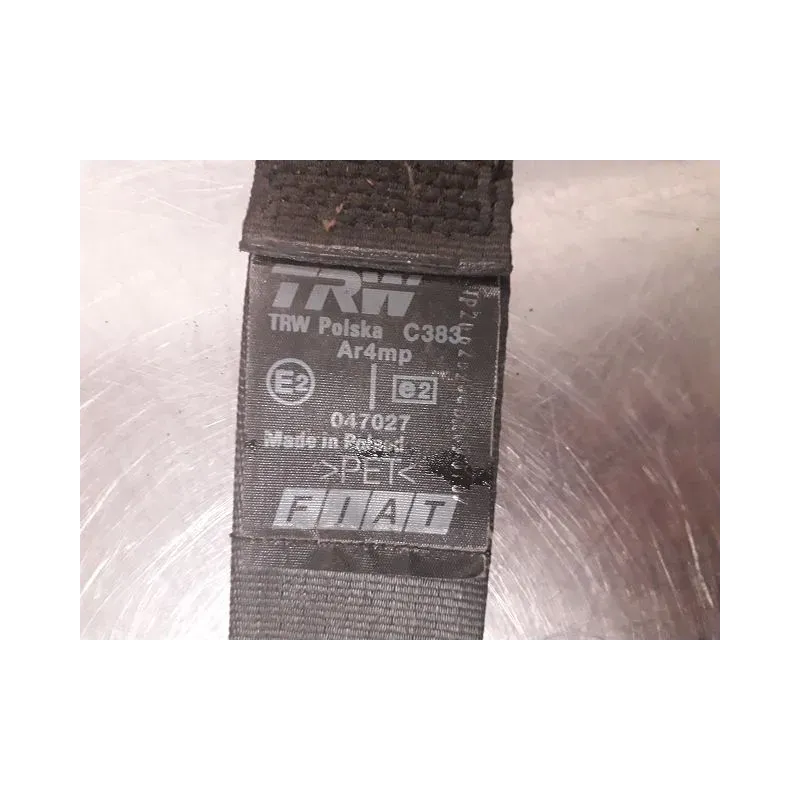 TRW
TRW Polska C383
Ar4mp
E2 e2
047027
Made in Poland
>PET<
FIAT